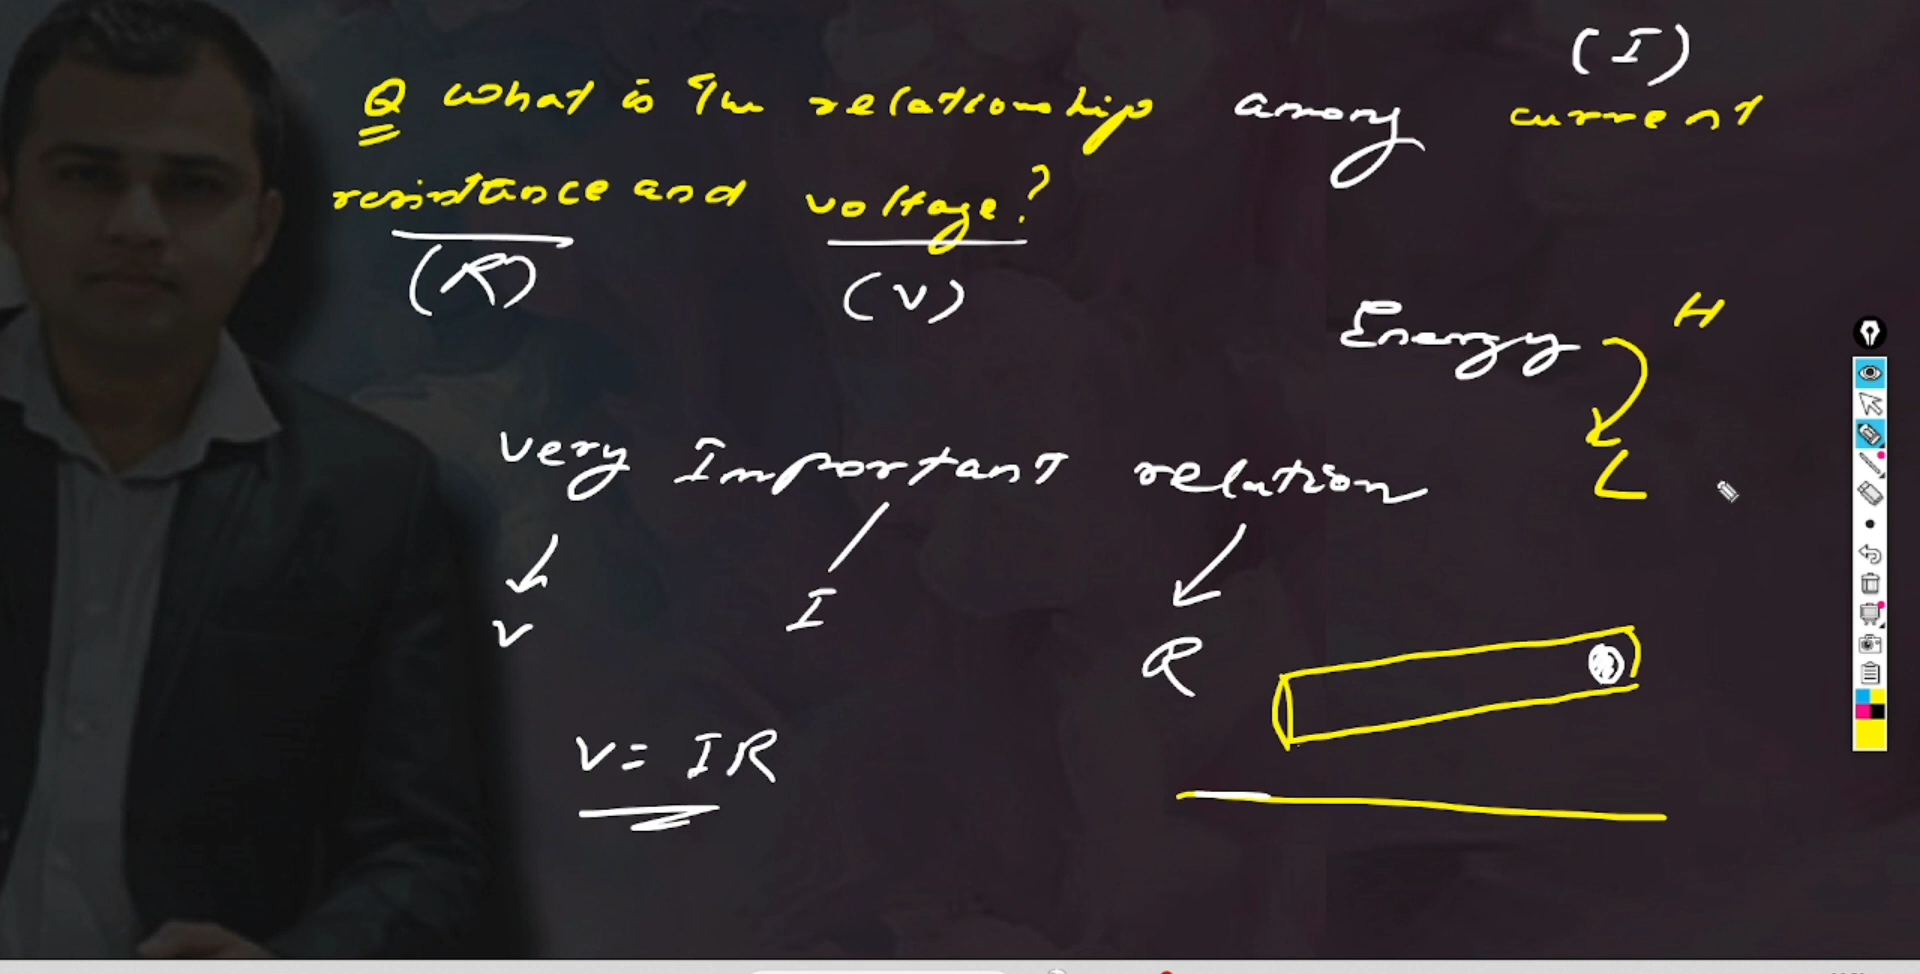 (I)
Q what is the relationship among current
resistance and voltage?
(R) (V)
Energy H
L
very Important relation
V I R
V = IR